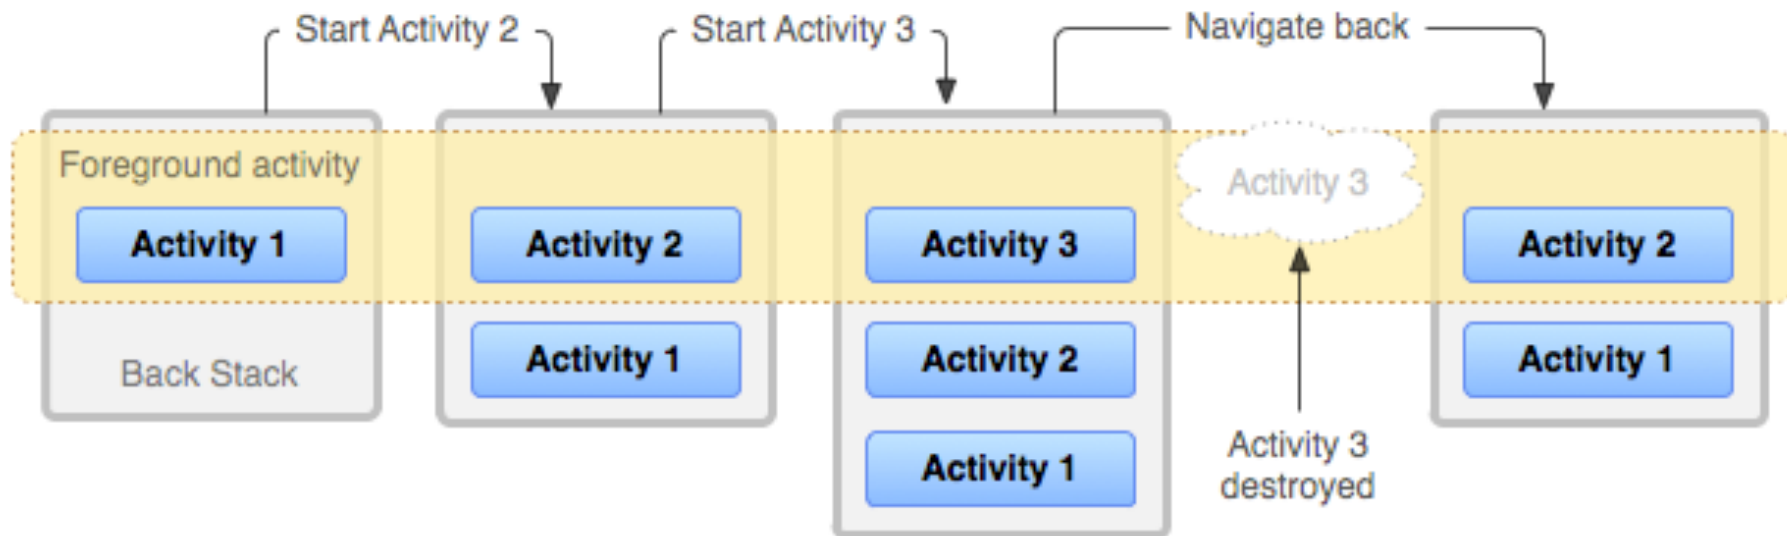 Start Activity 2
Start Activity 3
Navigate back
Foreground activity
Activity 1
Back Stack
Activity 2
Activity 1
Activity 3
Activity 2
Activity 1
Activity 3
Activity 3
destroyed
Activity 2
Activity 1